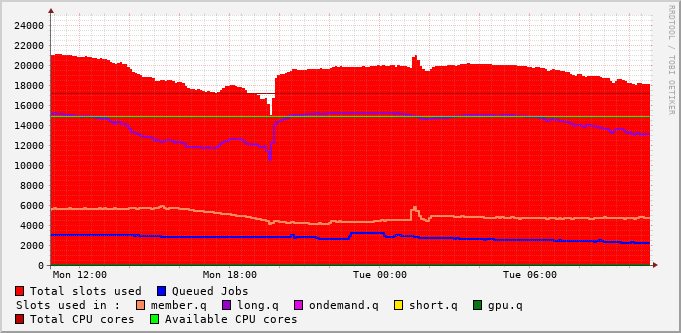 24000
22000
20000
18000
16000
14000
12000
10000
8000
6000
4000
2000
0
Mon 12:00 Mon 18:00 Tue 00:00 Tue 06:00
RRDTOOL / TOBI OETIKER
Total slots used Queued Jobs
Slots used in : member.q long.q ondemand.q short.q gpu.q
Total CPU cores Available CPU cores